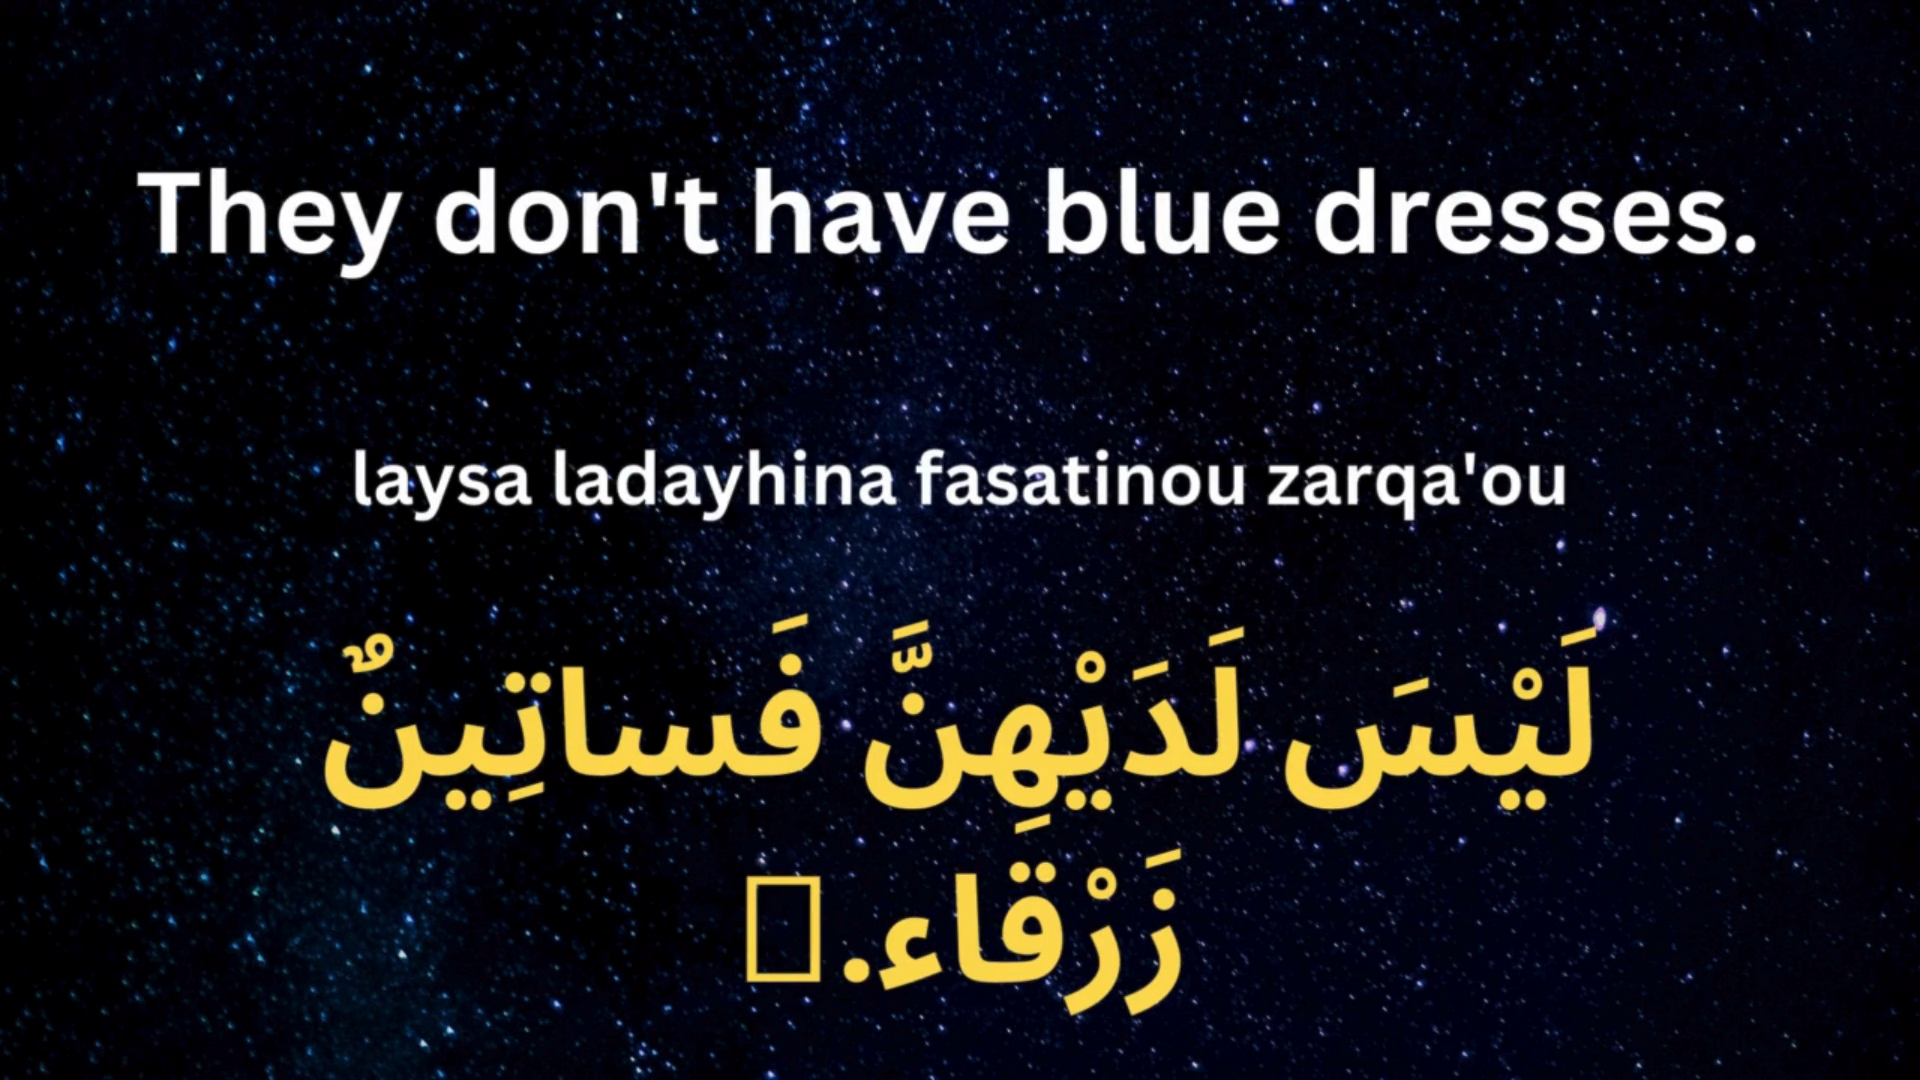 They don't have blue dresses.
laysa ladayhina fasatinou zarqa'ou
لَيْسَ لَدَيْهِنَّ فَساتِينٌ
زَرْقاء.